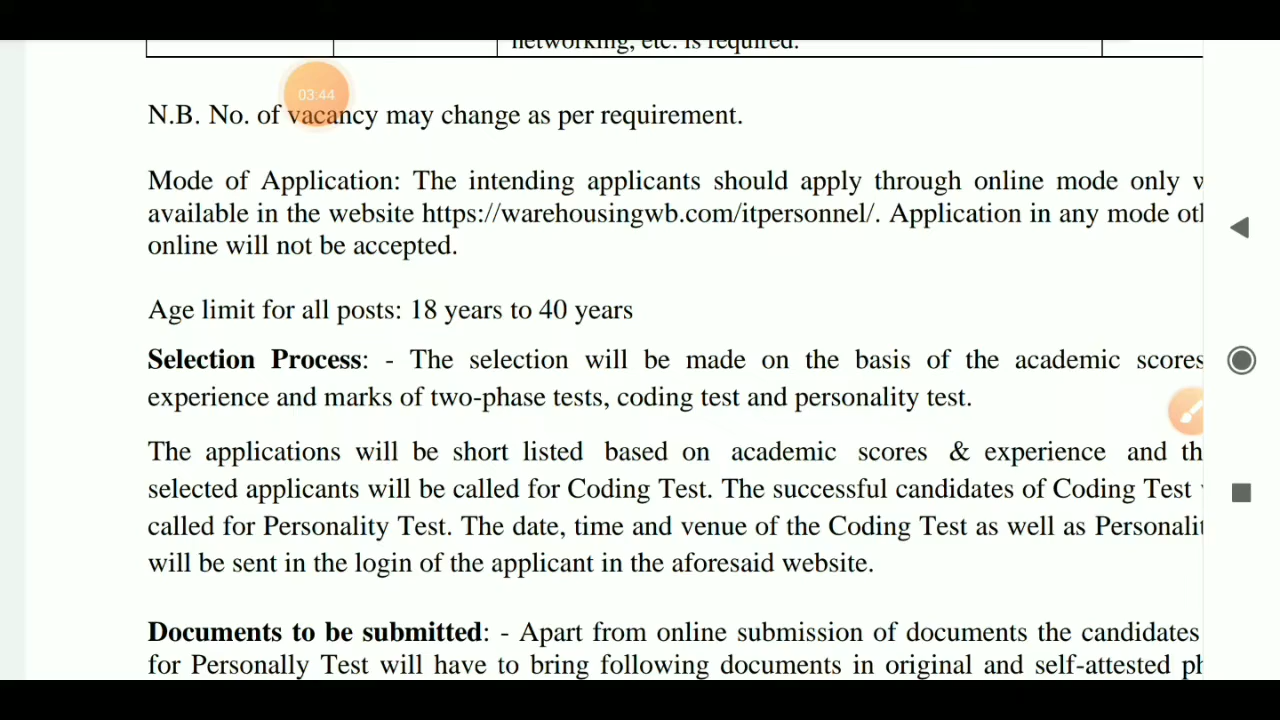 networking, etc. is required.
03:44
N.B. No. of vacancy may change as per requirement.
Mode of Application: The intending applicants should apply through online mode only
available in the website https://warehousingwb.com/itpersonnel/. Application in any mode
online will not be accepted.
Age limit for all posts: 18 years to 40 years
Selection Process: - The selection will be made on the basis of the academic scores
experience and marks of two-phase tests, coding test and personality test.
The applications will be short listed based on academic scores & experience and
selected applicants will be called for Coding Test. The successful candidates of Coding Test
called for Personality Test. The date, time and venue of the Coding Test as well as
will be sent in the login of the applicant in the aforesaid website.
Documents to be submitted: - Apart from online submission of documents the candidates
for Personally Test will have to bring following documents in original and self-attested